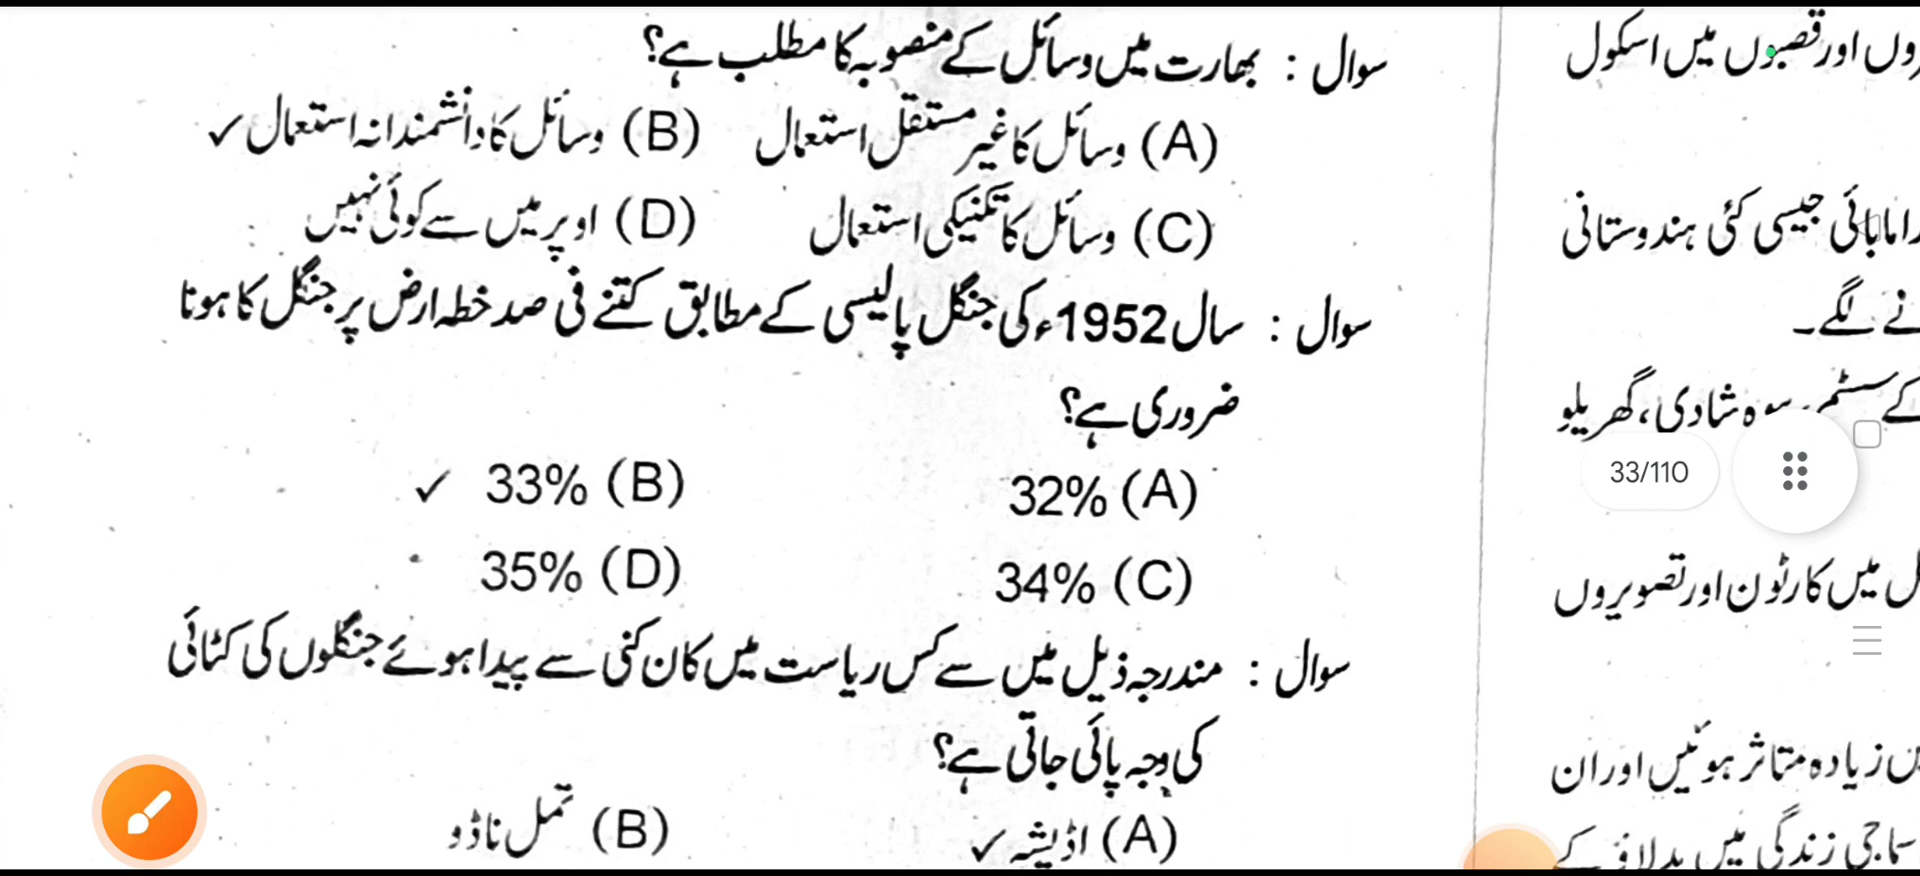 سوال : بھارت میں وسائل کے منصوبہ کا مطلب ہے؟
(A) وسائل کا غیر مستقل استعمال (B) وسائل کا دانشمندانہ استعمال ✓
(C) وسائل کا تکنیکی استعمال (D) اوپر میں سے کوئی نہیں
سوال : سال 1952ء کی جنگل پالیسی کے مطابق کتنے فی صد خطہ ارض پر جنگل کا ہونا
ضروری ہے؟
(A) 32% (B) 33% ✓
(C) 34% (D) 35%
سوال : مندرجہ ذیل میں سے کس ریاست میں کان کنی سے پیدا ہوئے جنگلوں کی کٹائی
کی وجہ پائی جاتی ہے؟
(A) اڈیشہ ✓ (B) تمل ناڈو
اور قصبوں میں اسکول
جیسی کئی ہندوستانی
نے لگے۔
کے سسٹم شادی، گھریلو
33/110
میں کارٹون اور تصویروں
زیادہ متاثر ہوئیں اور ان
سماجی زندگی میں بدلاؤ کے